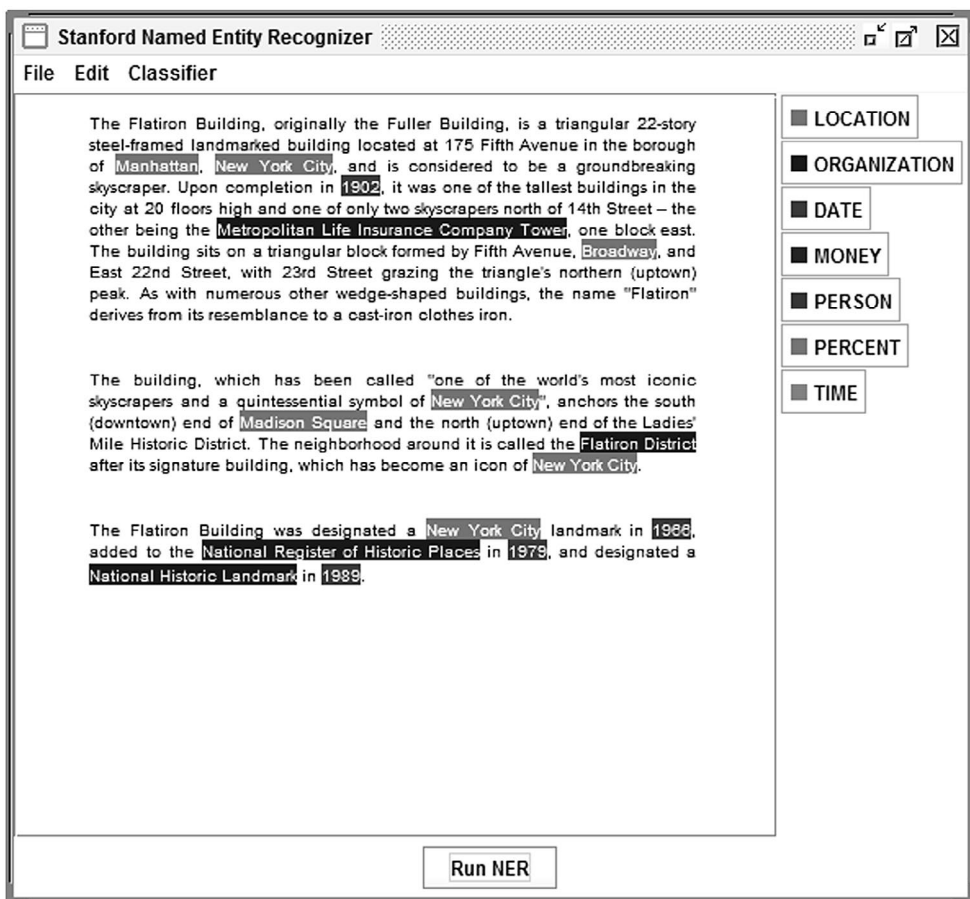 Stanford Named Entity Recognizer
File Edit Classifier
The Flatiron Building, originally the Fuller Building, is a triangular 22-story
steel-framed landmarked building located at 175 Fifth Avenue in the borough
of Manhattan, New York City, and is considered to be a groundbreaking
skyscraper. Upon completion in 1902, it was one of the tallest buildings in the
city at 20 floors high and one of only two skyscrapers north of 14th Street – the
other being the Metropolitan Life Insurance Company Tower, one block east.
The building sits on a triangular block formed by Fifth Avenue, Broadway, and
East 22nd Street, with 23rd Street grazing the triangle's northern (uptown)
peak. As with numerous other wedge-shaped buildings, the name "Flatiron"
derives from its resemblance to a cast-iron clothes iron.
The building, which has been called "one of the world's most iconic
skyscrapers and a quintessential symbol of New York City", anchors the south
(downtown) end of Madison Square and the north (uptown) end of the Ladies'
Mile Historic District. The neighborhood around it is called the Flatiron District
after its signature building, which has become an icon of New York City.
The Flatiron Building was designated a New York City landmark in 1966,
added to the National Register of Historic Places in 1979, and designated a
National Historic Landmark in 1989.
LOCATION
ORGANIZATION
DATE
MONEY
PERSON
PERCENT
TIME
Run NER